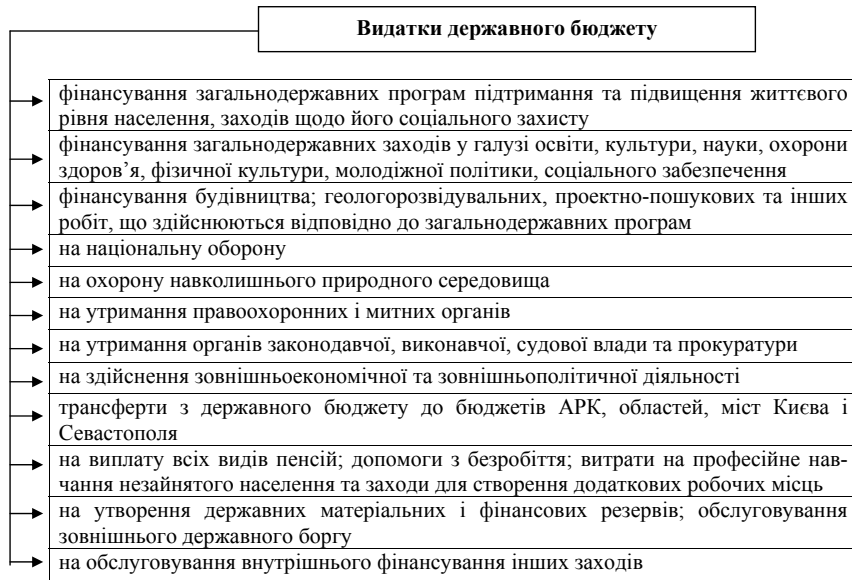 Видатки державного бюджету
фінансування загальнодержавних програм підтримання та підвищення життєвого
рівня населення, заходів щодо його соціального захисту
фінансування загальнодержавних заходів у галузі освіти, культури, науки, охорони
здоров’я, фізичної культури, молодіжної політики, соціального забезпечення
фінансування будівництва; геологорозвідувальних, проектно-пошукових та інших
робіт, що здійснюються відповідно до загальнодержавних програм
на національну оборону
на охорону навколишнього природного середовища
на утримання правоохоронних і митних органів
на утримання органів законодавчої, виконавчої, судової влади та прокуратури
на здійснення зовнішньоекономічної та зовнішньополітичної діяльності
трансферти з державного бюджету до бюджетів АРК, областей, міст Києва і
Севастополя
на виплату всіх видів пенсій; допомоги з безробіття; витрати на професійне нав-
чання незайнятого населення та заходи для створення додаткових робочих місць
на утворення державних матеріальних і фінансових резервів; обслуговування
зовнішнього державного боргу
на обслуговування внутрішнього фінансування інших заходів